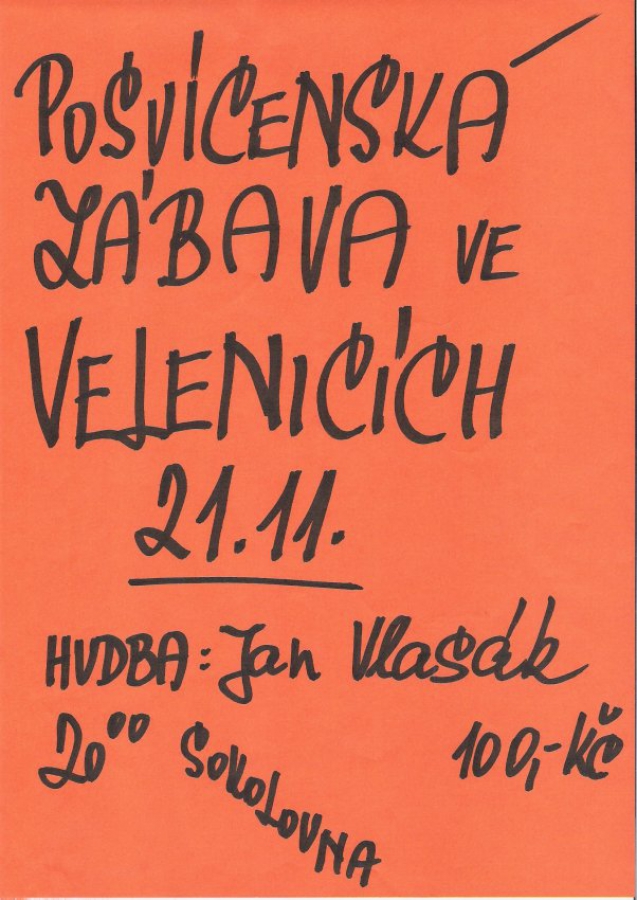 POSVÍCENSKÁ
ZÁBAVA VE
VELENICÍCH
21.11.
HUDBA: Jan Vlasák
20⁰⁰ SOKOLOVNA 100,-KČ